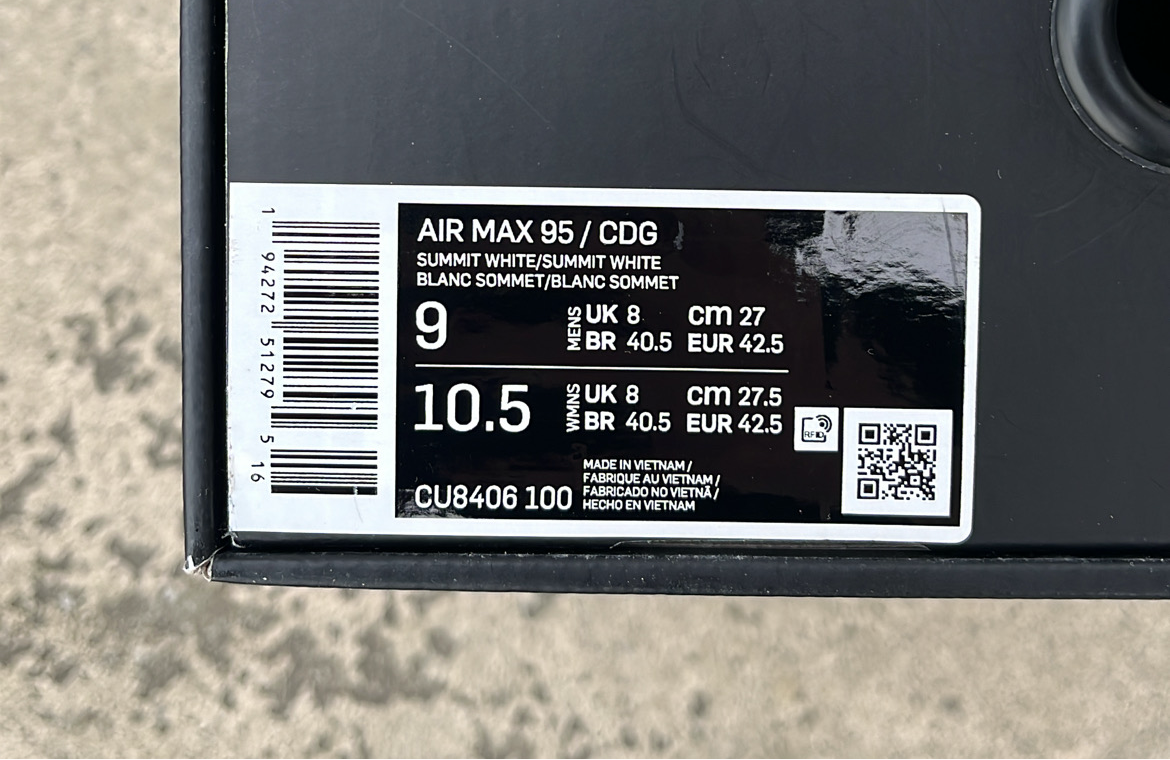 1 94272 51279 5 16
AIR MAX 95 / CDG
SUMMIT WHITE/SUMMIT WHITE
BLANC SOMMET/BLANC SOMMET
9 MENS UK 8 cm 27
BR 40.5 EUR 42.5
10.5 WMNS UK 8 cm 27.5
BR 40.5 EUR 42.5
RFID
MADE IN VIETNAM /
FABRIQUE AU VIETNAM /
FABRICADO NO VIETNÃ /
HECHO EN VIETNAM
CU8406 100